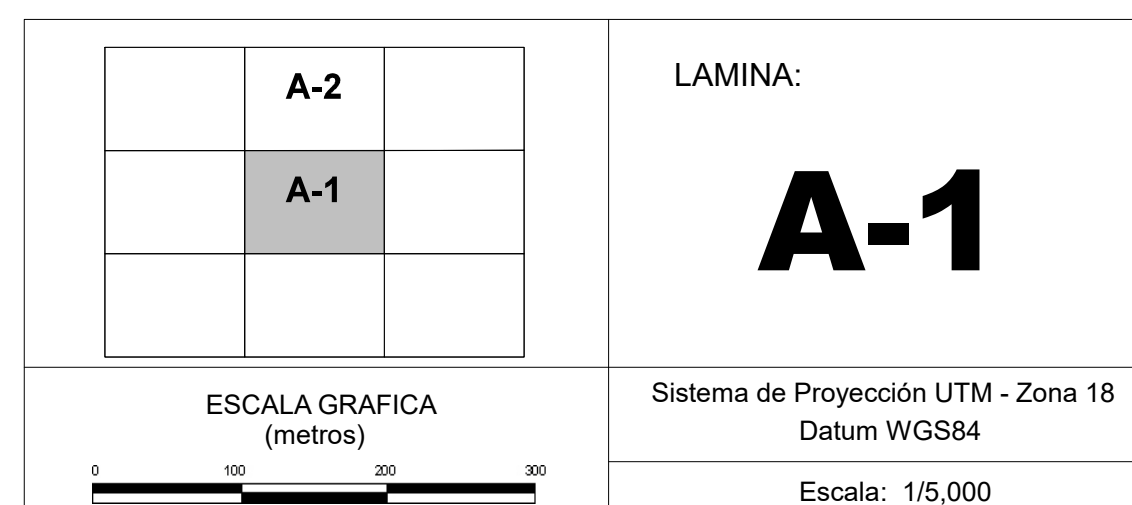 A-2
A-1
LAMINA:
A-1
ESCALA GRAFICA
(metros)
0 100 200 300
Sistema de Proyección UTM - Zona 18
Datum WGS84
Escala: 1/5,000